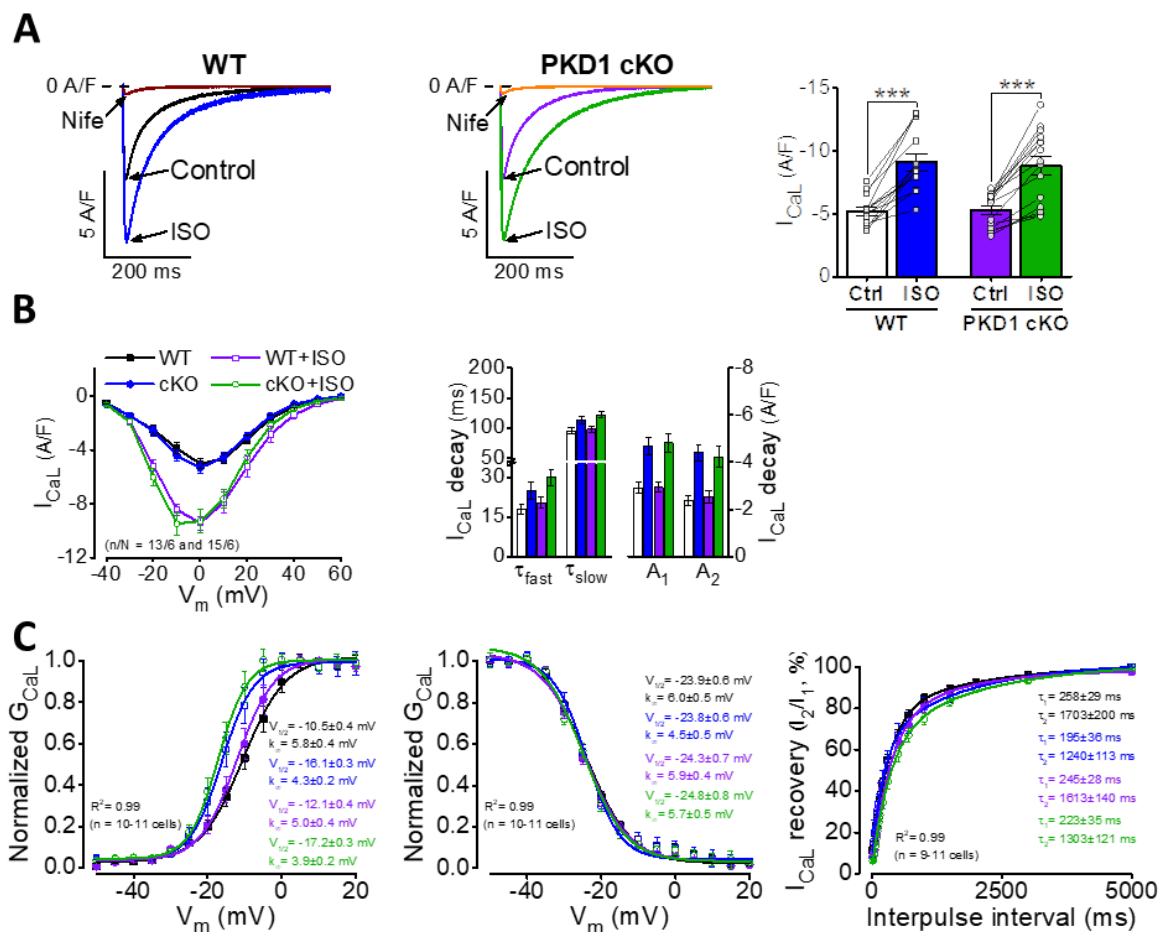 A
WT
0 A/F
Nife
Control
ISO
5 A/F
200 ms
PKD1 cKO
0 A/F
Nife
Control
ISO
5 A/F
200 ms
I_CaL (A/F)
-15
-10
-5
-0
***
***
Ctrl ISO Ctrl ISO
WT PKD1 cKO
B
WT WT+ISO
cKO cKO+ISO
I_CaL (A/F)
0
-4
-8
-12
(n/N = 13/6 and 15/6)
-40 -20 0 20 40 60
V_m (mV)
I_CaL decay (ms)
200
150
100
50
30
15
0
τ_fast τ_slow A_1 A_2
-8
-6
-4
-2
0
I_CaL decay (A/F)
C
Normalized G_CaL
1.0
0.8
0.6
0.4
0.2
0.0
V_1/2 = -10.5±0.4 mV
k_∞ = 5.8±0.4 mV
V_1/2 = -16.1±0.3 mV
k_∞ = 4.3±0.2 mV
V_1/2 = -12.1±0.4 mV
k_∞ = 5.0±0.4 mV
V_1/2 = -17.2±0.3 mV
k_∞ = 3.9±0.2 mV
R² = 0.99
(n = 10-11 cells)
-40 -20 0 20
V_m (mV)
Normalized G_CaL
1.0
0.8
0.6
0.4
0.2
0.0
V_1/2 = -23.9±0.6 mV
k_∞ = 6.0±0.5 mV
V_1/2 = -23.8±0.6 mV
k_∞ = 4.5±0.5 mV
V_1/2 = -24.3±0.7 mV
k_∞ = 5.9±0.4 mV
V_1/2 = -24.8±0.8 mV
k_∞ = 5.7±0.5 mV
R² = 0.99
(n = 10-11 cells)
-40 -20 0 20
V_m (mV)
I_CaL recovery (I_2/I_1, %)
100
80
60
40
20
0
τ_1 = 258±29 ms
τ_2 = 1703±200 ms
τ_1 = 195±36 ms
τ_2 = 1240±113 ms
τ_1 = 245±28 ms
τ_2 = 1613±140 ms
τ_1 = 223±35 ms
τ_2 = 1303±121 ms
R² = 0.99
(n = 9-11 cells)
0 2500 5000
Interpulse interval (ms)